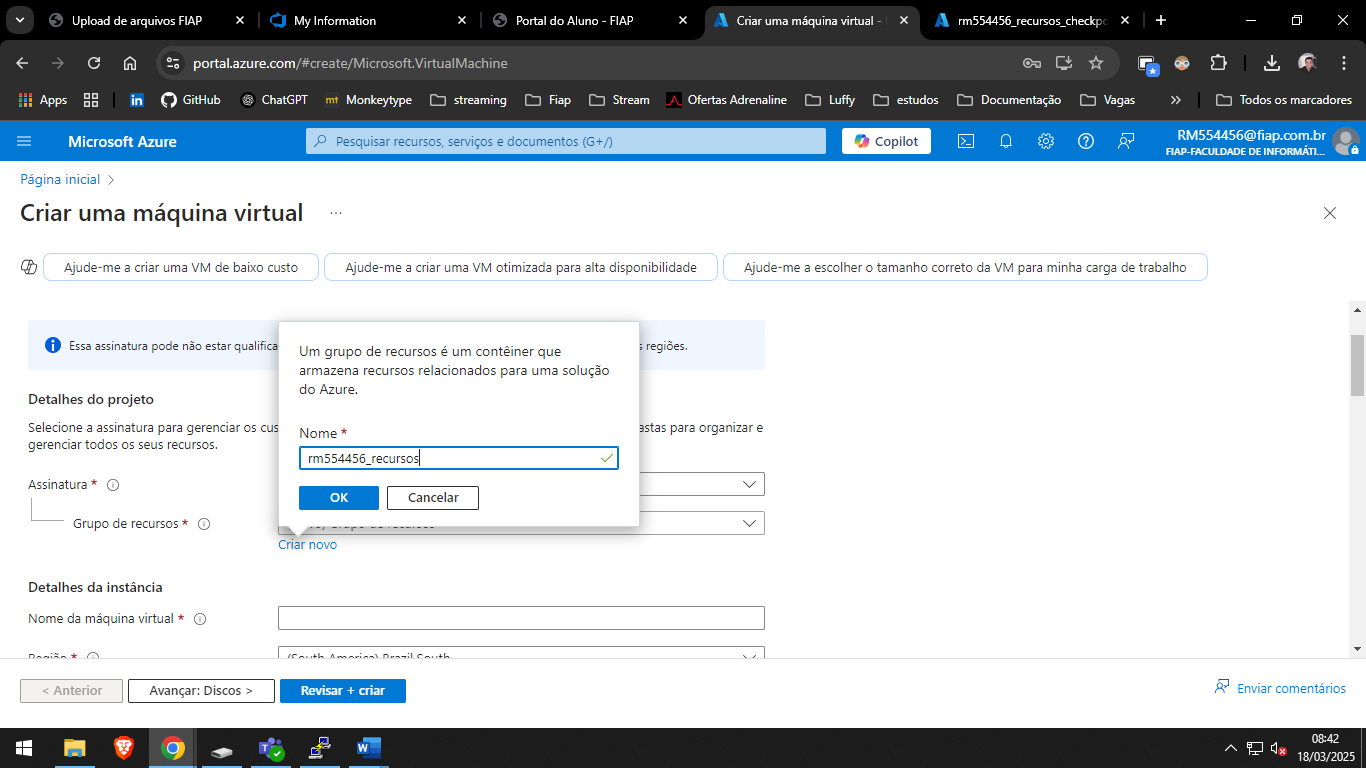 Upload de arquivos FIAP
My Information
Portal do Aluno - FIAP
Criar uma máquina virtual -
rm554456_recursos_checkpo
portal.azure.com/#create/Microsoft.VirtualMachine
Apps
GitHub
ChatGPT
mt Monkeytype
streaming
Fiap
Stream
Ofertas Adrenaline
Luffy
estudos
Documentação
Vagas
Todos os marcadores
Microsoft Azure
Pesquisar recursos, serviços e documentos (G+/)
Copilot
RM554456@fiap.com.br
FIAP-FACULDADE DE INFORMÁTI...
Página inicial
Criar uma máquina virtual
Ajude-me a criar uma VM de baixo custo
Ajude-me a criar uma VM otimizada para alta disponibilidade
Ajude-me a escolher o tamanho correto da VM para minha carga de trabalho
Essa assinatura pode não estar qualifica
s regiões.
Um grupo de recursos é um contêiner que
armazena recursos relacionados para uma solução
do Azure.
Nome *
rm554456_recursos
OK
Cancelar
Detalhes do projeto
Selecione a assinatura para gerenciar os cus
astas para organizar e
gerenciar todos os seus recursos.
Assinatura *
Grupo de recursos *
Criar novo
Detalhes da instância
Nome da máquina virtual *
Região *
(South America) Brazil South
< Anterior
Avançar: Discos >
Revisar + criar
Enviar comentários
08:42
18/03/2025